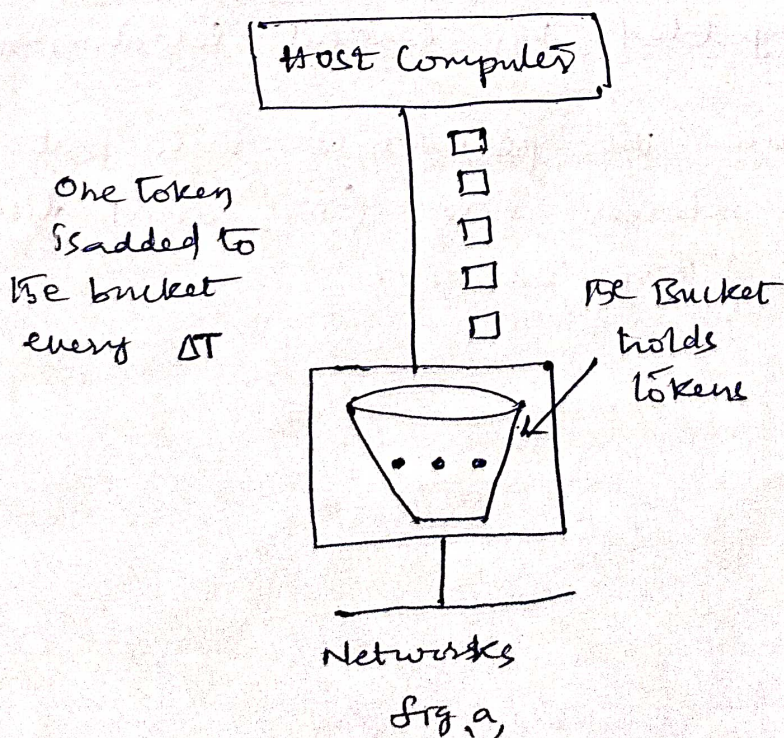 Host Computer
One Token
is added to
the bucket
every ΔT
The Bucket
holds
tokens
Networks
fig a,